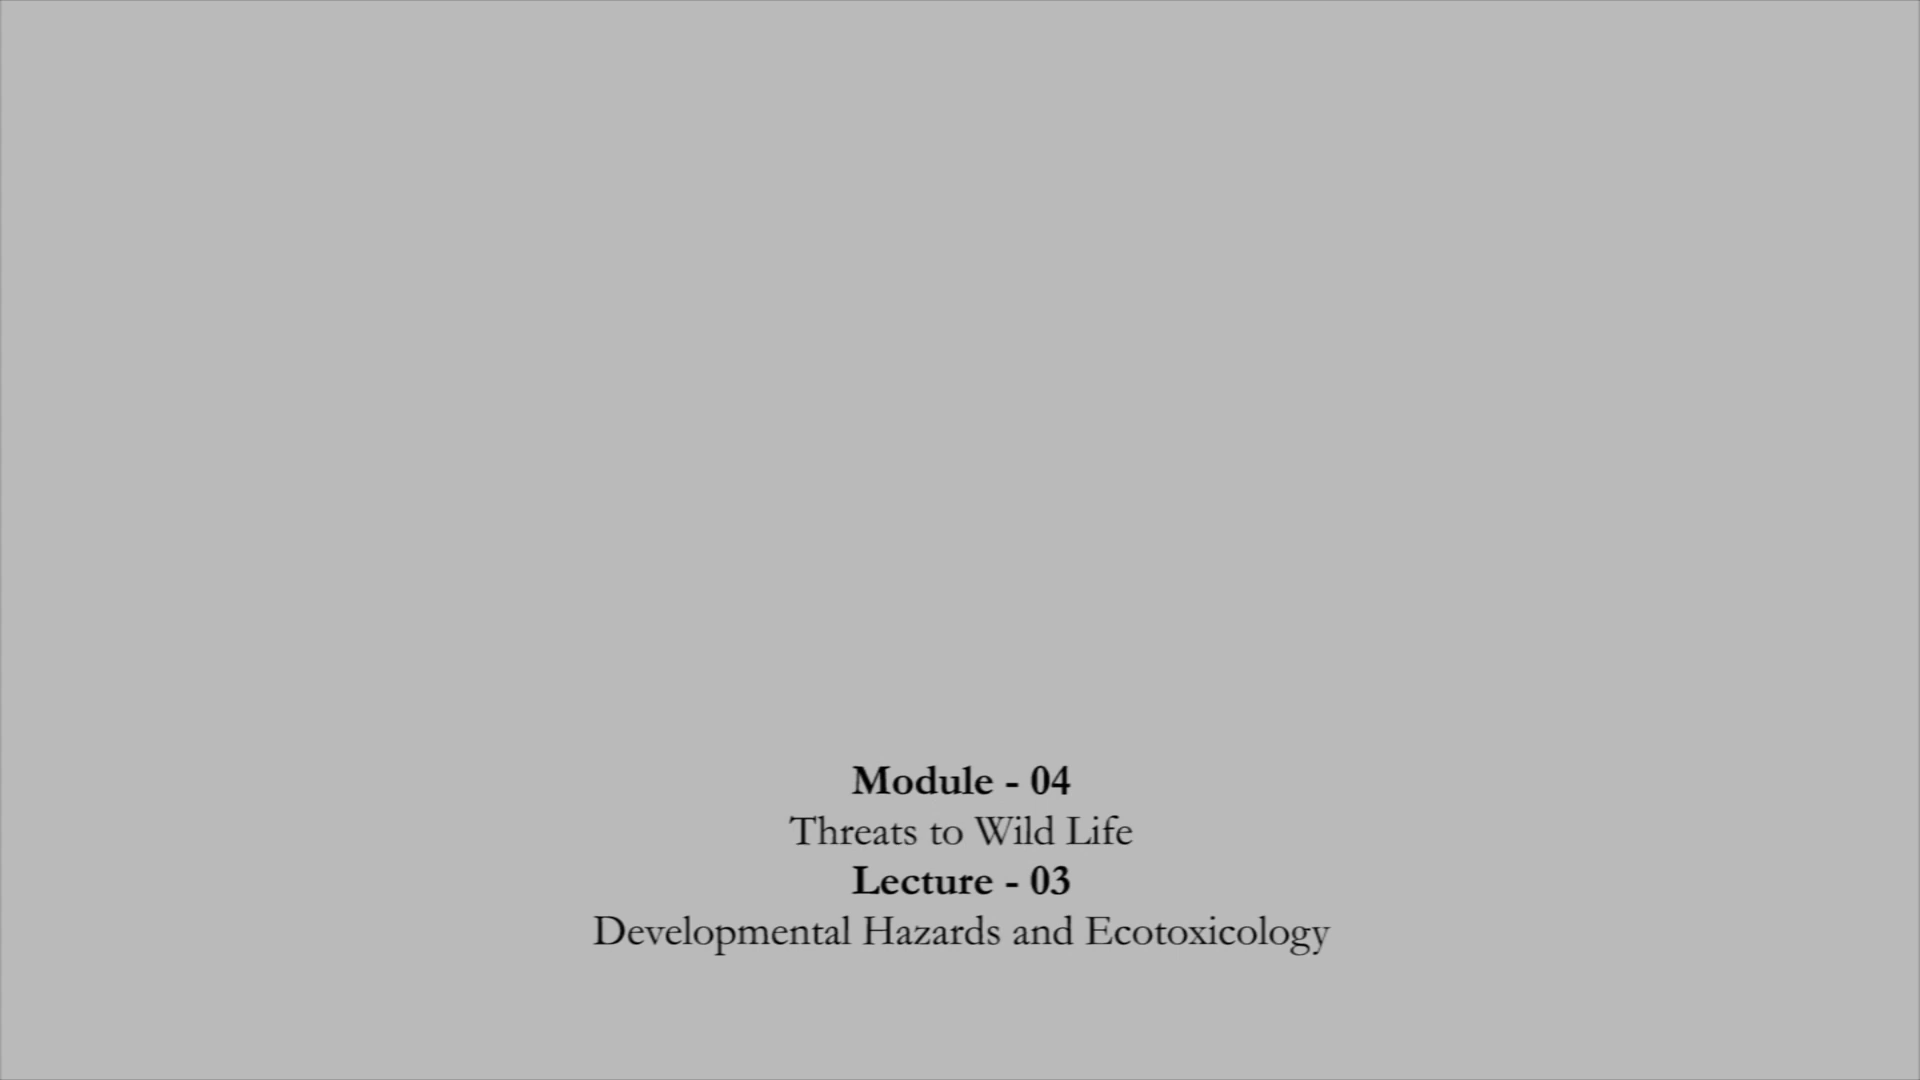 Module - 04
Threats to Wild Life
Lecture - 03
Developmental Hazards and Ecotoxicology